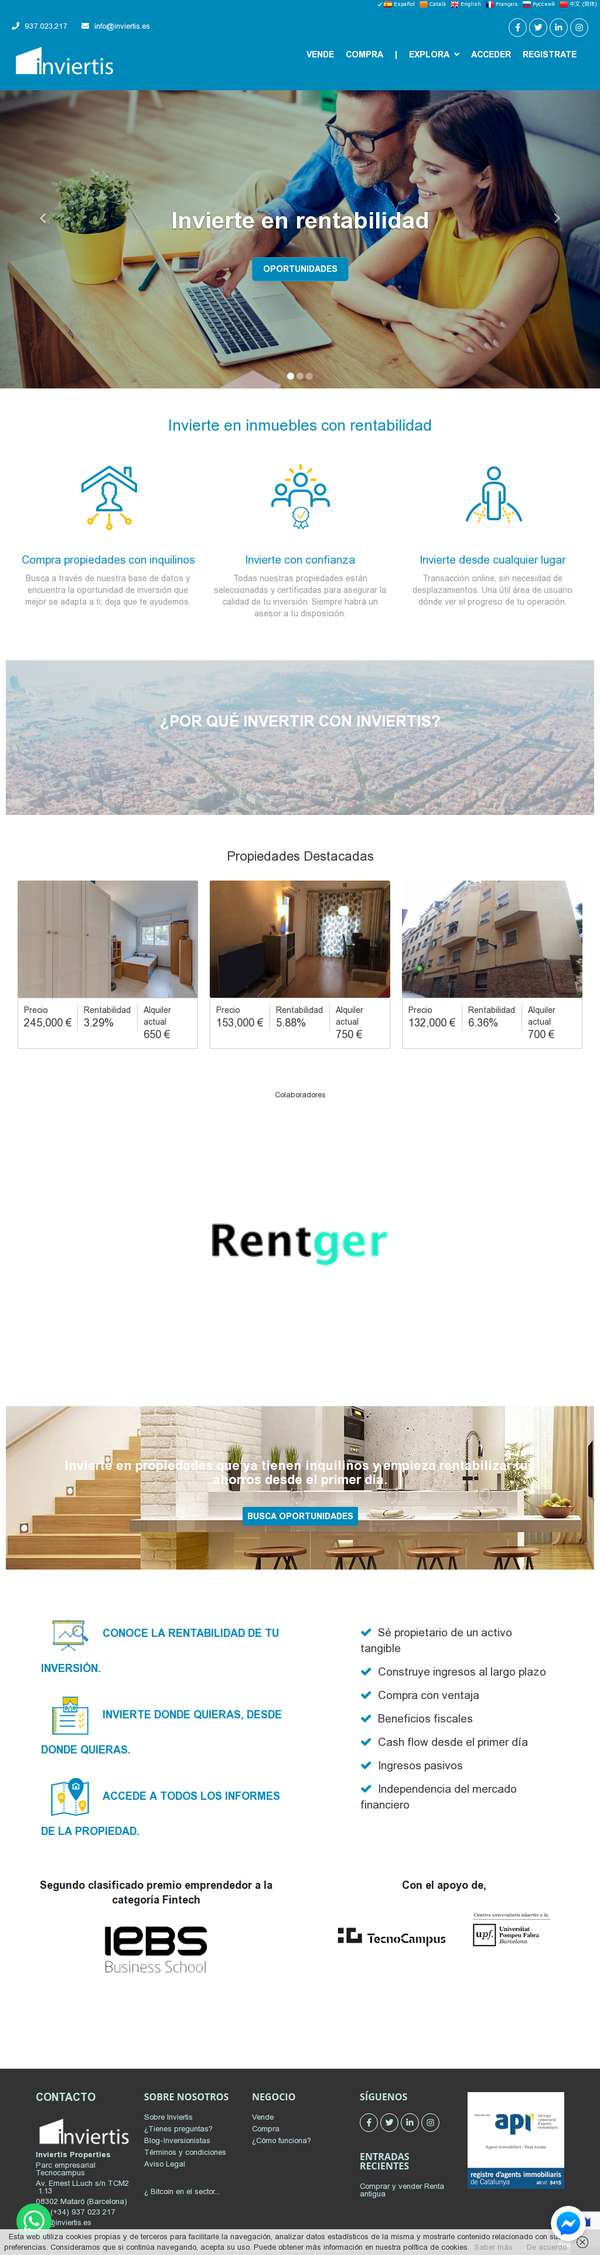 Español Català English Français Русский 中文 (简体)
937.023.217 info@inviertis.es
inviertis
VENDE COMPRA | EXPLORA ACCEDER REGISTRATE
Invierte en rentabilidad
OPORTUNIDADES
Invierte en inmuebles con rentabilidad
Compra propiedades con inquilinos
Busca a través de nuestra base de datos y
encuentra la oportunidad de inversión que
mejor se adapta a ti, deja que te ayudemos.
Invierte con confianza
Todas nuestras propiedades están
seleccionadas y certificadas para asegurar la
calidad de tu inversión. Siempre habrá un
asesor a tu disposición.
Invierte desde cualquier lugar
Transacción online, sin necesidad de
desplazamientos. Una útil área de usuario
dónde ver el progreso de tu operación.
¿POR QUÉ INVERTIR CON INVIERTIS?
Propiedades Destacadas
Precio
245,000 €
Rentabilidad
3.29%
Alquiler
actual
650 €
Precio
153,000 €
Rentabilidad
5.88%
Alquiler
actual
750 €
Precio
132,000 €
Rentabilidad
6.36%
Alquiler
actual
700 €
Colaboradores
Rentger
Invierte en propiedades que ya tienen inquilinos y empieza rentabilizar tus
ahorros desde el primer día.
BUSCA OPORTUNIDADES
CONOCE LA RENTABILIDAD DE TU
INVERSIÓN.
INVIERTE DONDE QUIERAS, DESDE
DONDE QUIERAS.
ACCEDE A TODOS LOS INFORMES
DE LA PROPIEDAD.
Sé propietario de un activo
tangible
Construye ingresos al largo plazo
Compra con ventaja
Beneficios fiscales
Cash flow desde el primer día
Ingresos pasivos
Independencia del mercado
financiero
Segundo clasificado premio emprendedor a la
categoría Fintech
IEBS
Business School
Con el apoyo de,
TecnoCampus
Centres universitaris adscrits a la
upf. Universitat
Pompeu Fabra
Barcelona
CONTACTO
inviertis
Inviertis Properties
Parc empresarial
Tecnocampus
Av. Ernest LLuch s/n TCM2
1.13
08302 Mataró (Barcelona)
(+34) 937 023 217
@inviertis.es
SOBRE NOSOTROS
Sobre Inviertis
¿Tienes preguntas?
Blog-Inversionistas
Términos y condiciones
Aviso Legal
¿ Bitcoin en el sector...
NEGOCIO
Vende
Compra
¿Cómo funciona?
SÍGUENOS
ENTRADAS
RECIENTES
Comprar y vender Renta
antigua
api
Agent immobiliari / Real estate
registre d'agents immobiliaris
de Catalunya aicat 9415
Esta web utiliza cookies propias y de terceros para facilitarle la navegación, analizar datos estadísticos de la misma y mostrarle contenido relacionado con sus
preferencias. Consideramos que si continúa navegando, acepta su uso. Puede obtener más información en nuestra política de cookies. Saber más De acuerdo